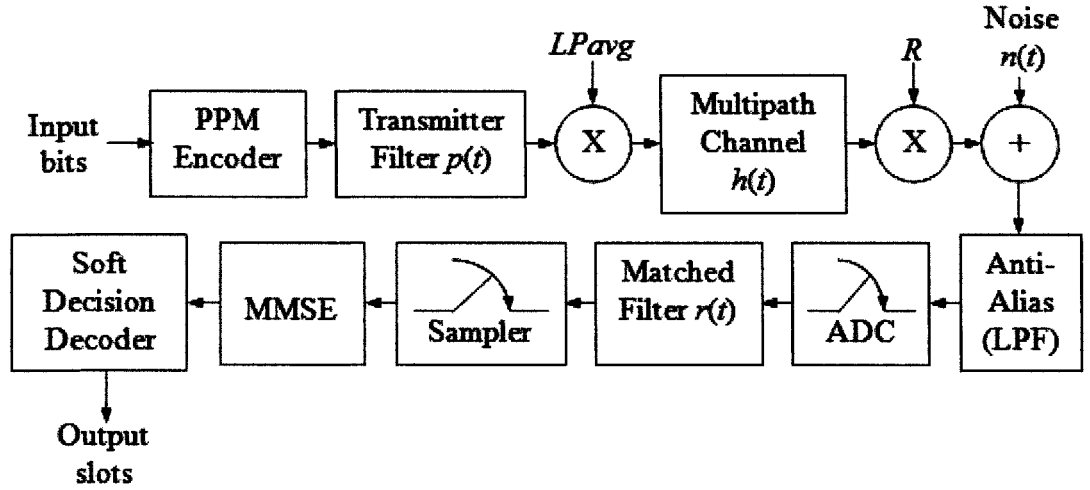 Input
bits
PPM
Encoder
Transmitter
Filter p(t)
LPavg
X
Multipath
Channel
h(t)
R
X
Noise
n(t)
+
Anti-
Alias
(LPF)
ADC
Matched
Filter r(t)
Sampler
MMSE
Soft
Decision
Decoder
Output
slots